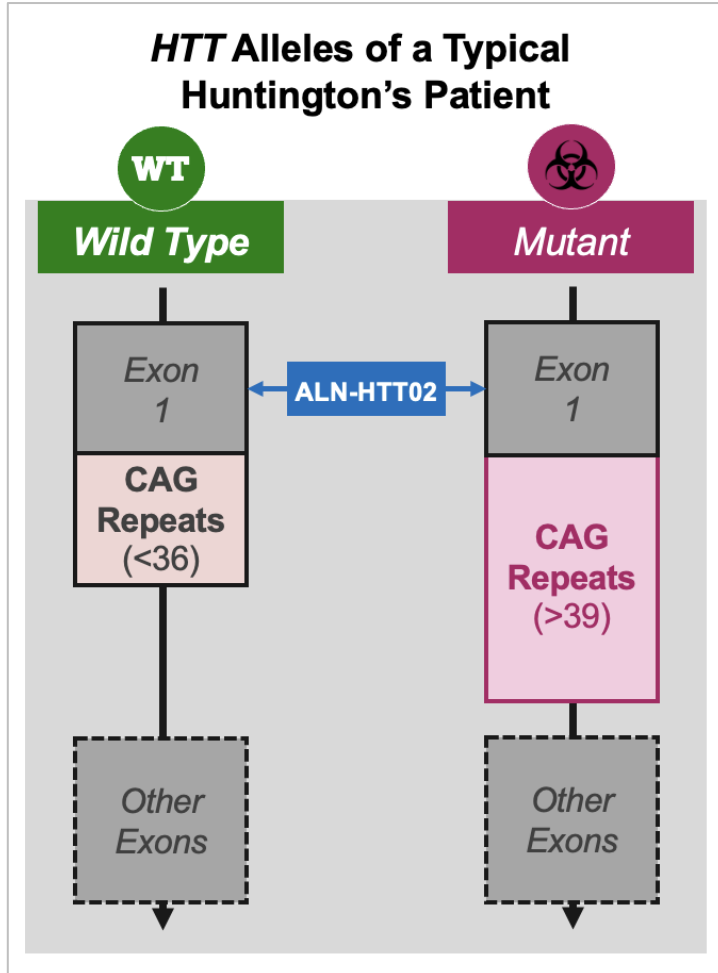 HTT Alleles of a Typical
Huntington’s Patient
WT
Wild Type
Mutant
Exon
1
ALN-HTT02
Exon
1
CAG
Repeats
(<36)
CAG
Repeats
(>39)
Other
Exons
Other
Exons